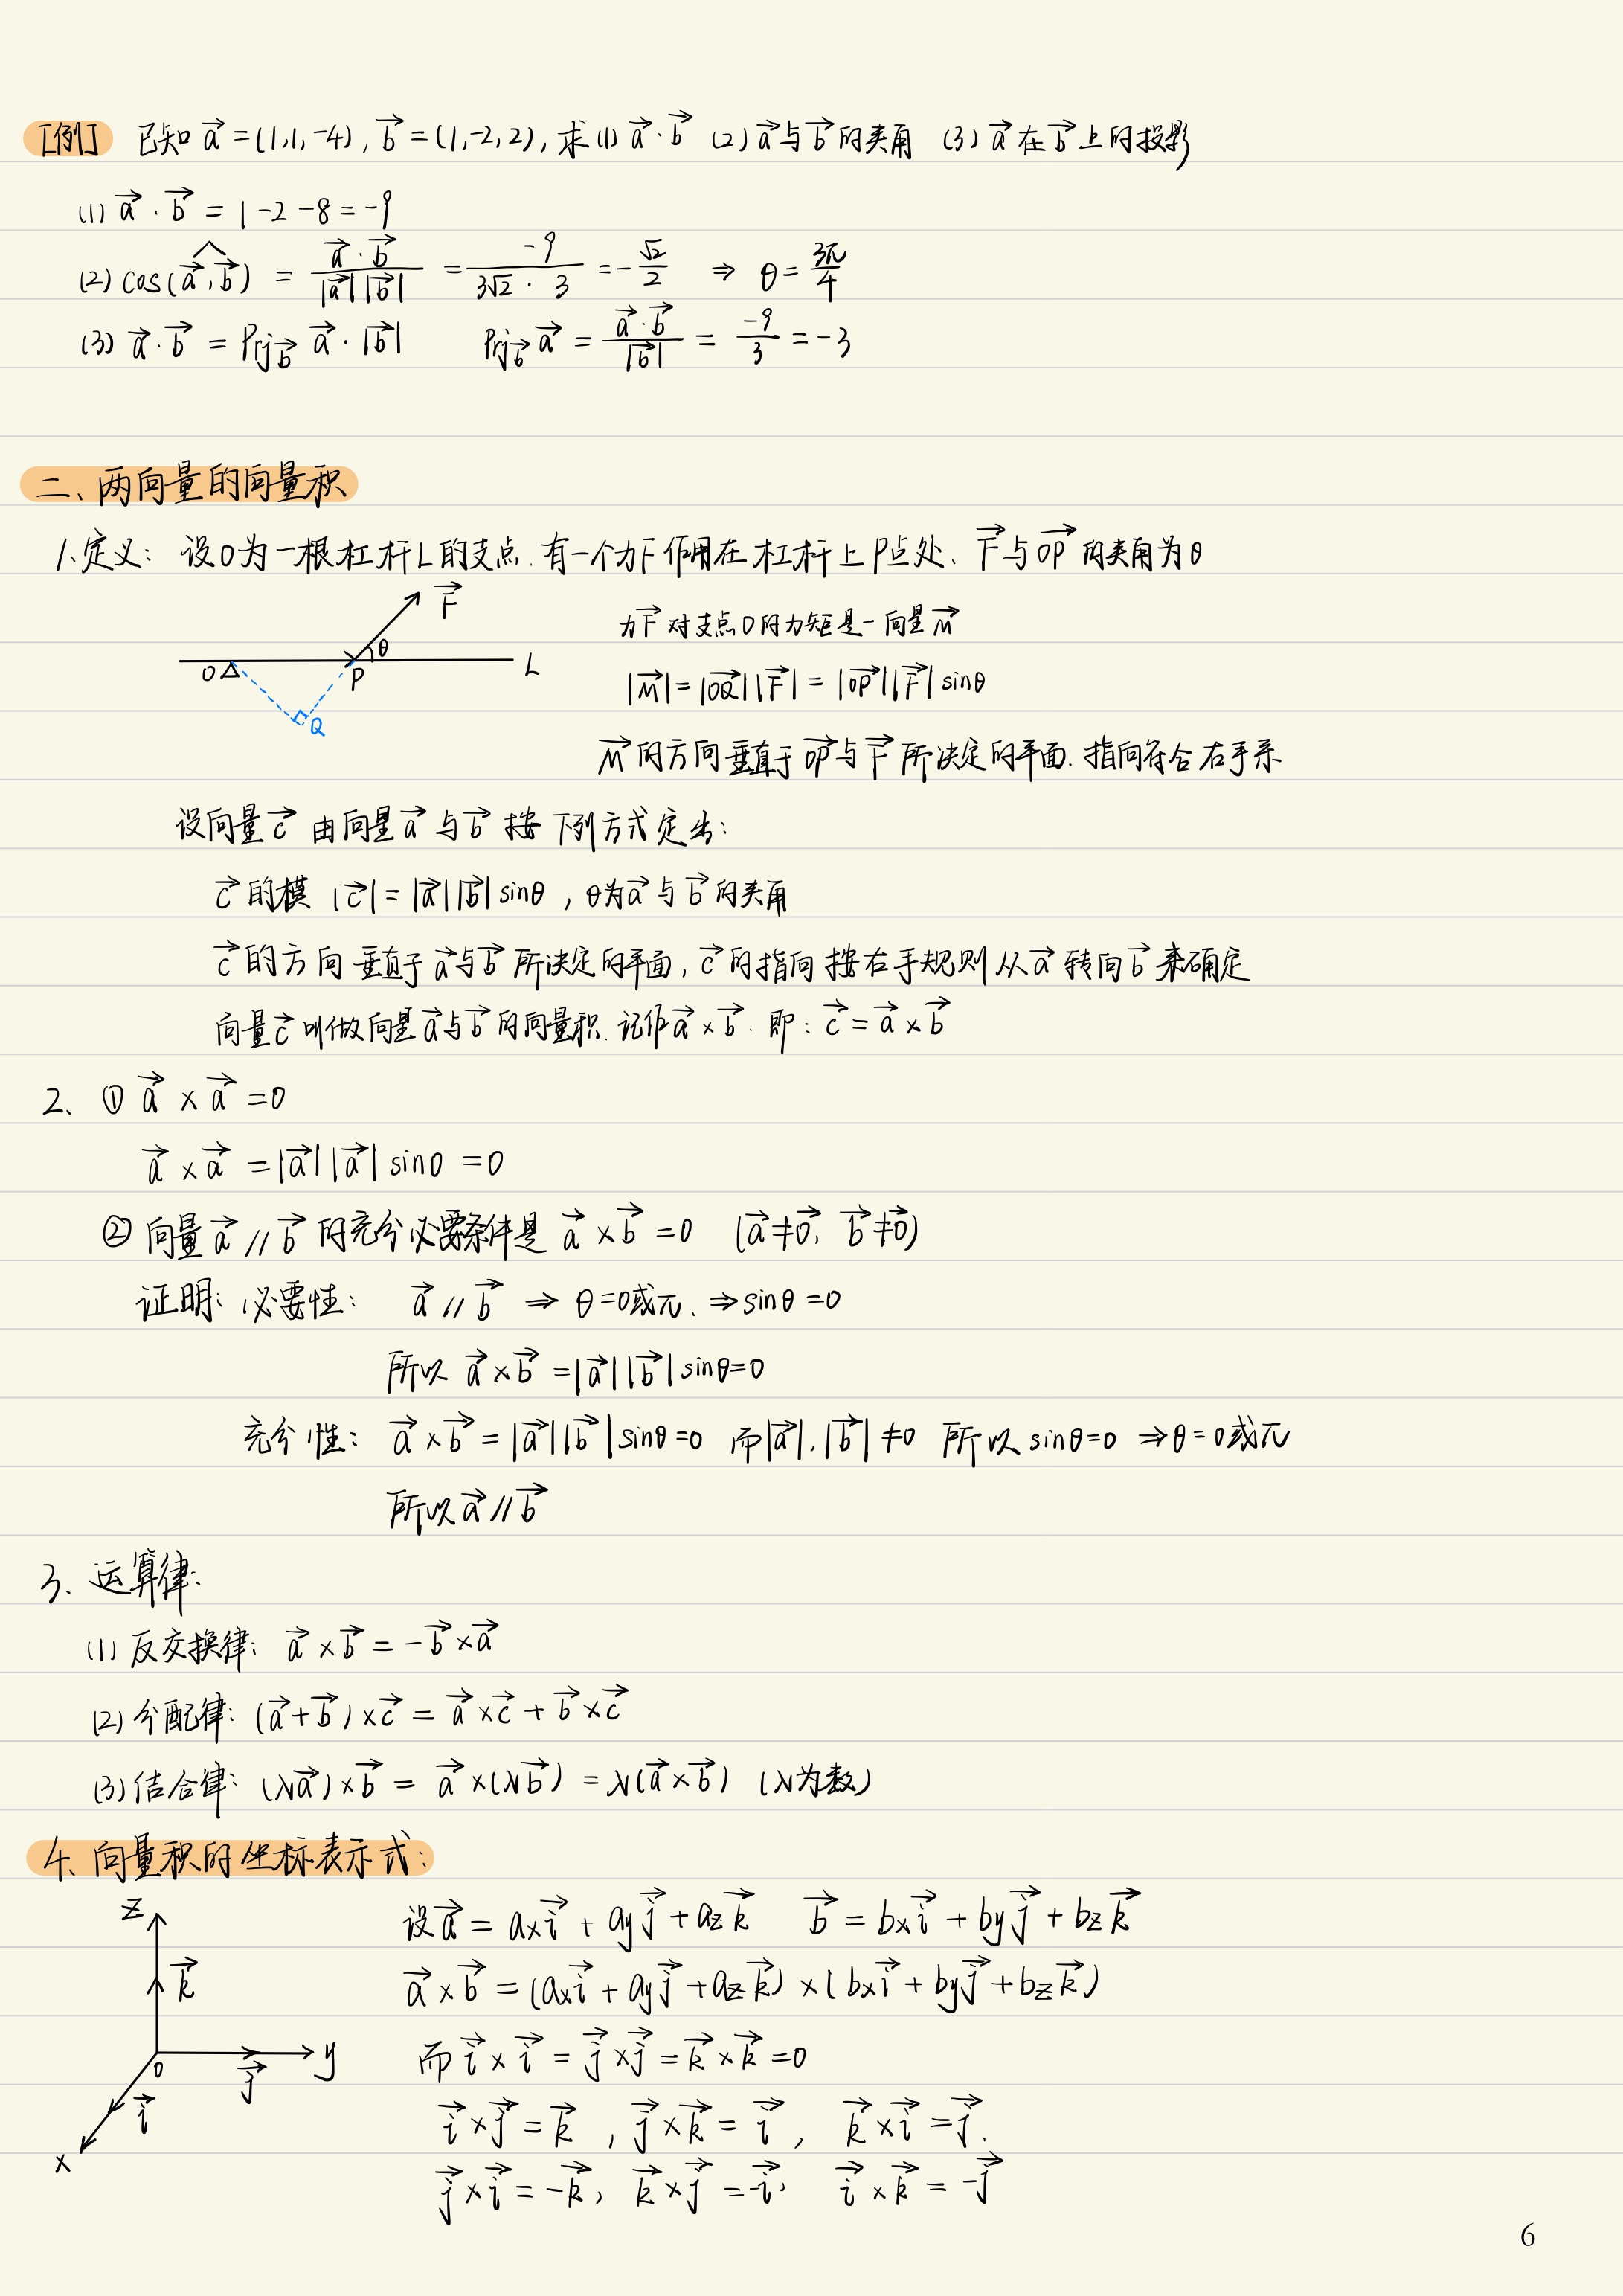 [例] 已知 $\vec{a}=(1,1,-4)$, $\vec{b}=(1,-2,2)$, 求 (1) $\vec{a}\cdot\vec{b}$ (2) $\vec{a}$与$\vec{b}$的夹角 (3) $\vec{a}$在$\vec{b}$上的投影
(1) $\vec{a}\cdot\vec{b}=1-2-8=-9$
(2) $\cos(\widehat{\vec{a},\vec{b}})=\frac{\vec{a}\cdot\vec{b}}{|\vec{a}||\vec{b}|}=\frac{-9}{3\sqrt{2}\cdot 3}=-\frac{\sqrt{2}}{2}$ ⇒ $\theta=\frac{3\pi}{4}$
(3) $\vec{a}\cdot\vec{b}=Prj_{\vec{b}}\vec{a}\cdot|\vec{b}|$ $Prj_{\vec{b}}\vec{a}=\frac{\vec{a}\cdot\vec{b}}{|\vec{b}|}=\frac{-9}{3}=-3$
二、两向量的向量积
1、定义: 设O为一根杠杆L的支点. 有一个力F作用在杠杆上P点处、$\vec{F}$与$\vec{OP}$的夹角为θ
$\vec{F}$
θ
O P L
Q
力$\vec{F}$对支点O的力矩是一向量$\vec{M}$
$|\vec{M}|=|\vec{OQ}||\vec{F}|=|\vec{OP}||\vec{F}|\sin\theta$
$\vec{M}$的方向垂直于$\vec{OP}$与$\vec{F}$所决定的平面. 指向符合右手系
设向量$\vec{c}$由向量$\vec{a}$与$\vec{b}$按下列方式定出:
$\vec{c}$的模 $|\vec{c}|=|\vec{a}||\vec{b}|\sin\theta$, θ为$\vec{a}$与$\vec{b}$的夹角
$\vec{c}$的方向垂直于$\vec{a}$与$\vec{b}$所决定的平面, $\vec{c}$的指向按右手规则从$\vec{a}$转向$\vec{b}$来确定
向量$\vec{c}$叫做向量$\vec{a}$与$\vec{b}$的向量积. 记作$\vec{a}\times\vec{b}$. 即: $\vec{c}=\vec{a}\times\vec{b}$
2、① $\vec{a}\times\vec{a}=0$
$\vec{a}\times\vec{a}=|\vec{a}||\vec{a}|\sin 0=0$
② 向量$\vec{a}∥\vec{b}$的充分必要条件是 $\vec{a}\times\vec{b}=0$ ($\vec{a}\neq\vec{0}$, $\vec{b}\neq\vec{0}$)
证明: 必要性: $\vec{a}∥\vec{b}$ ⇒ θ=0或π. ⇒ sinθ=0
所以 $\vec{a}\times\vec{b}=|\vec{a}||\vec{b}|\sin\theta=0$
充分性: $\vec{a}\times\vec{b}=|\vec{a}||\vec{b}|\sin\theta=0$ 而$|\vec{a}|,|\vec{b}|\neq 0$ 所以 sinθ=0 ⇒ θ=0或π
所以$\vec{a}∥\vec{b}$
3. 运算律:
(1) 反交换律: $\vec{a}\times\vec{b}=-\vec{b}\times\vec{a}$
(2) 分配律: $(\vec{a}+\vec{b})\times\vec{c}=\vec{a}\times\vec{c}+\vec{b}\times\vec{c}$
(3) 结合律: $(\lambda\vec{a})\times\vec{b}=\vec{a}\times(\lambda\vec{b})=\lambda(\vec{a}\times\vec{b})$ (λ为数)
4、向量积的坐标表示式:
z
$\vec{k}$
O $\vec{j}$ y
$\vec{i}$
x
设$\vec{a}=a_x\vec{i}+a_y\vec{j}+a_z\vec{k}$ $\vec{b}=b_x\vec{i}+b_y\vec{j}+b_z\vec{k}$
$\vec{a}\times\vec{b}=(a_x\vec{i}+a_y\vec{j}+a_z\vec{k})\times(b_x\vec{i}+b_y\vec{j}+b_z\vec{k})$
而 $\vec{i}\times\vec{i}=\vec{j}\times\vec{j}=\vec{k}\times\vec{k}=0$
$\vec{i}\times\vec{j}=\vec{k}$, $\vec{j}\times\vec{k}=\vec{i}$, $\vec{k}\times\vec{i}=\vec{j}$.
$\vec{j}\times\vec{i}=-\vec{k}$, $\vec{k}\times\vec{j}=-\vec{i}$, $\vec{i}\times\vec{k}=-\vec{j}$
6